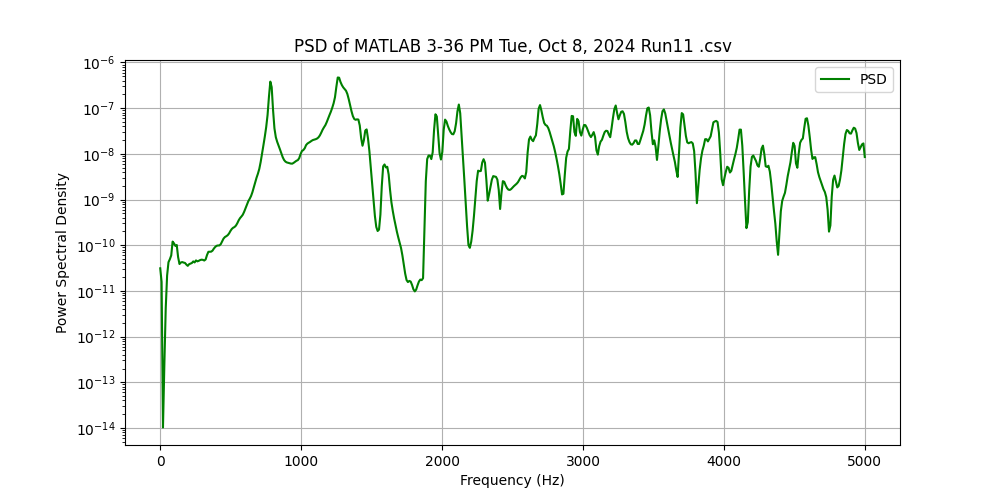 PSD of MATLAB 3-36 PM Tue, Oct 8, 2024 Run11 .csv
PSD
Power Spectral Density
10⁻⁶
10⁻⁷
10⁻⁸
10⁻⁹
10⁻¹⁰
10⁻¹¹
10⁻¹²
10⁻¹³
10⁻¹⁴
0 1000 2000 3000 4000 5000
Frequency (Hz)